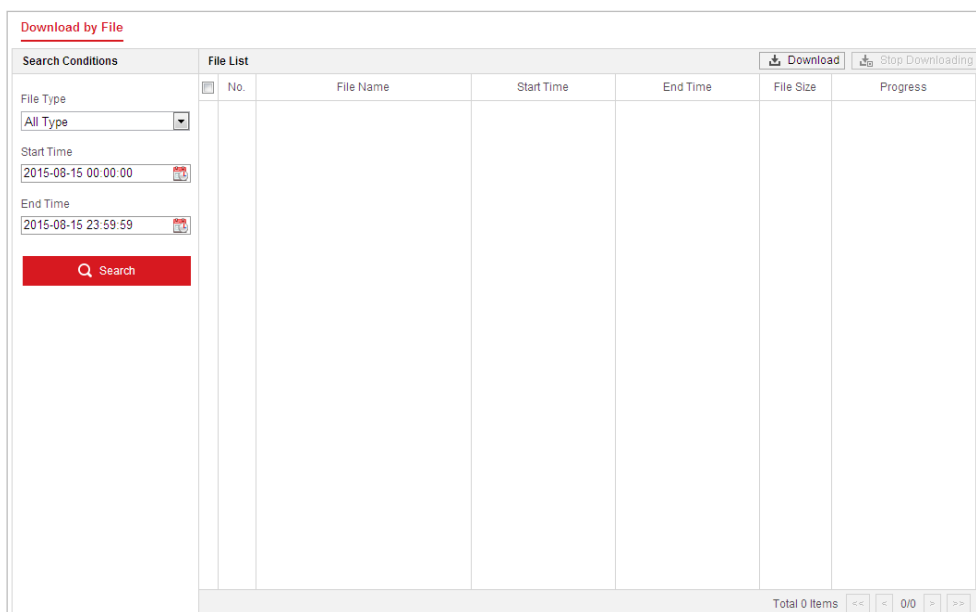 Download by File
Search Conditions
File List
Download
Stop Downloading
No.
File Name
Start Time
End Time
File Size
Progress
File Type
All Type
Start Time
2015-08-15 00:00:00
End Time
2015-08-15 23:59:59
Search
Total 0 Items << < 0/0 > >>